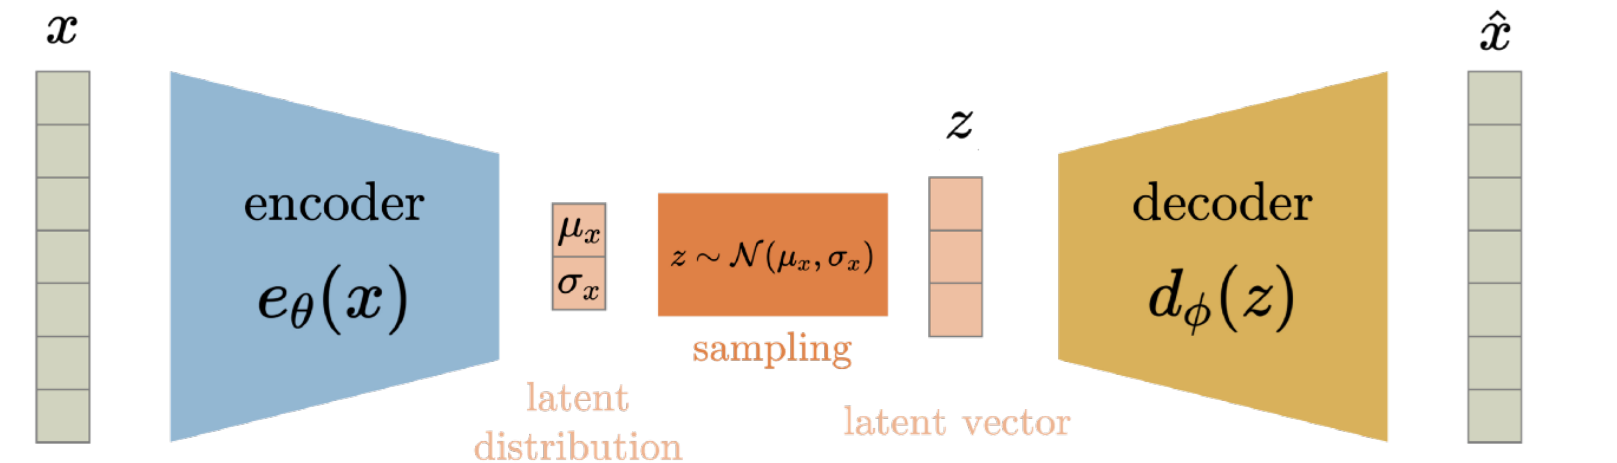 x
encoder
e_θ(x)
μ_x
σ_x
latent
distribution
z ∼ 𝒩(μ_x, σ_x)
sampling
z
latent vector
decoder
d_ϕ(z)
x̂